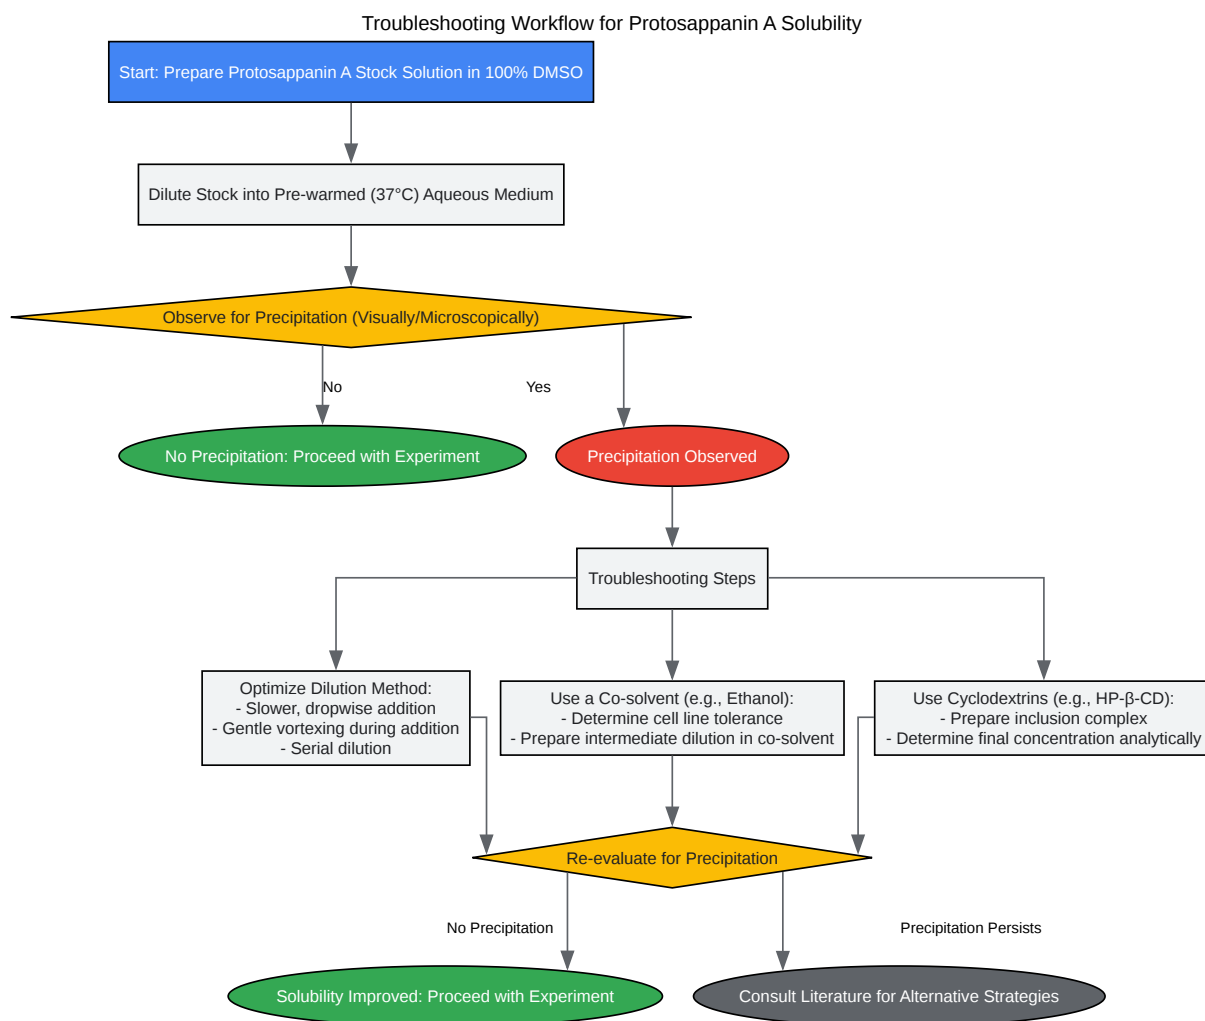 Troubleshooting Workflow for Protosappanin A Solubility
Start: Prepare Protosappanin A Stock Solution in 100% DMSO
Dilute Stock into Pre-warmed (37°C) Aqueous Medium
Observe for Precipitation (Visually/Microscopically)
No
Yes
No Precipitation: Proceed with Experiment
Precipitation Observed
Troubleshooting Steps
Optimize Dilution Method:
- Slower, dropwise addition
- Gentle vortexing during addition
- Serial dilution
Use a Co-solvent (e.g., Ethanol):
- Determine cell line tolerance
- Prepare intermediate dilution in co-solvent
Use Cyclodextrins (e.g., HP-β-CD):
- Prepare inclusion complex
- Determine final concentration analytically
Re-evaluate for Precipitation
No Precipitation
Precipitation Persists
Solubility Improved: Proceed with Experiment
Consult Literature for Alternative Strategies